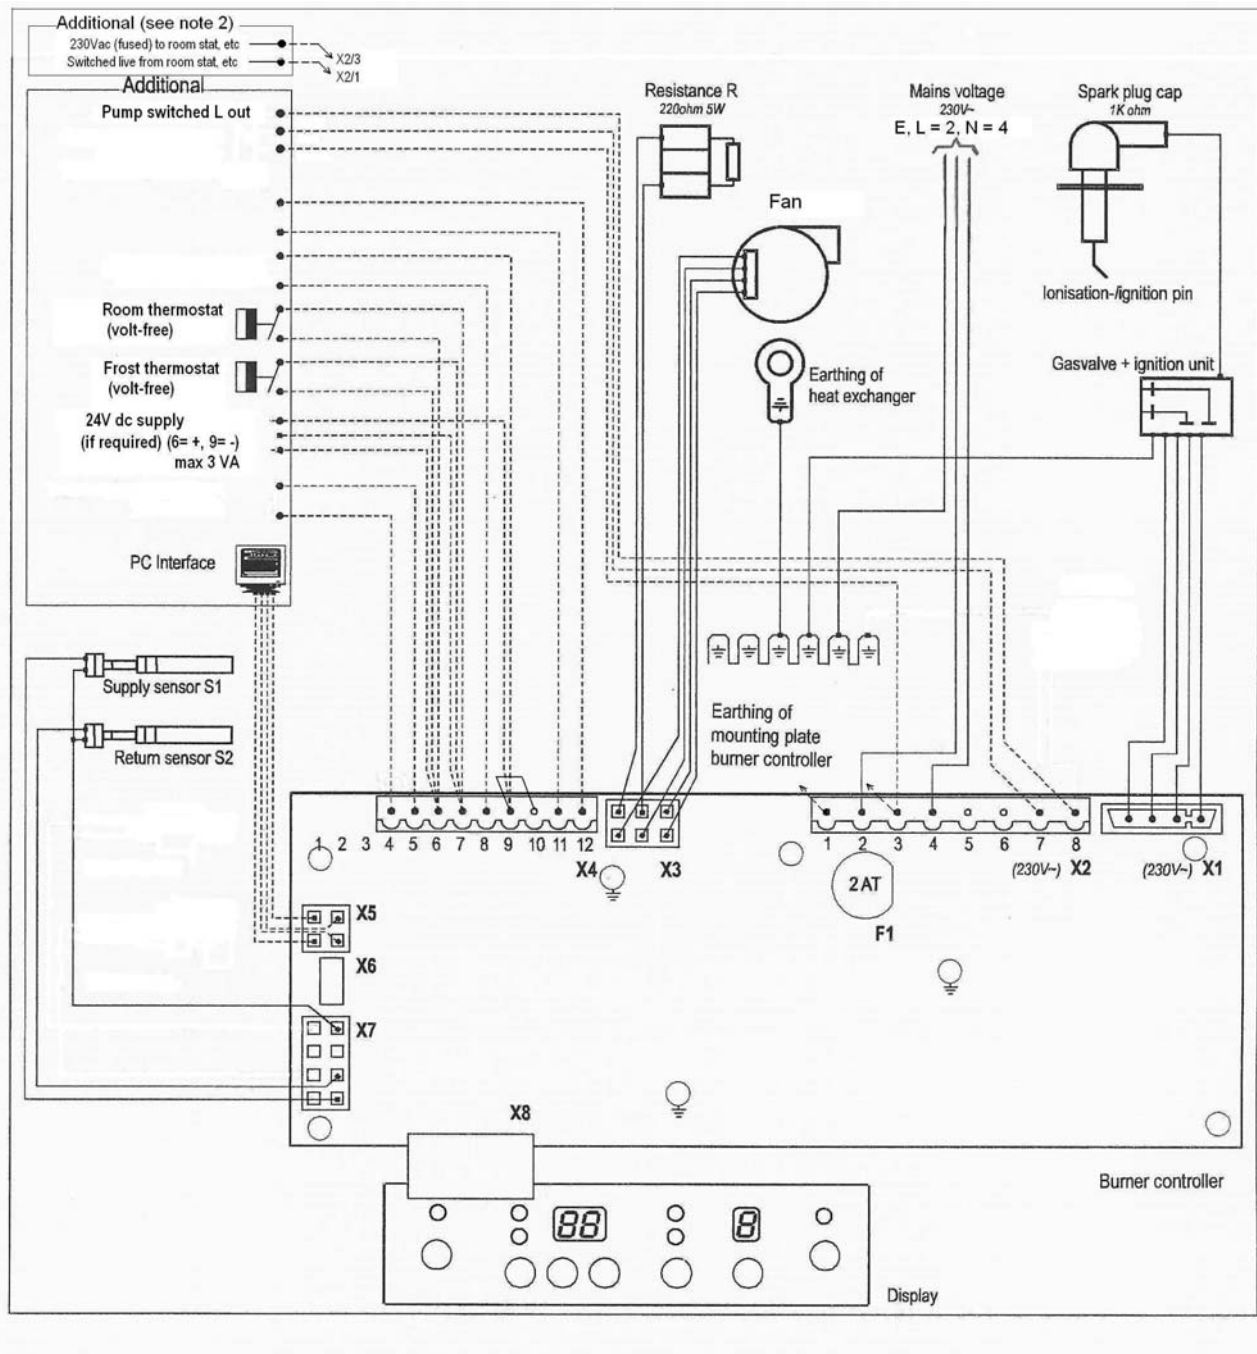 Additional (see note 2)
230Vac (fused) to room stat, etc
X2/3
Switched live from room stat, etc
X2/1
Additional
Pump switched L out
Resistance R
220ohm 5W
Mains voltage
230V~
E, L = 2, N = 4
Spark plug cap
1K ohm
Fan
Ionisation-/ignition pin
Room thermostat
(volt-free)
Frost thermostat
(volt-free)
Earthing of
heat exchanger
Gasvalve + ignition unit
24V dc supply
(if required) (6= +, 9= -)
max 3 VA
PC Interface
Supply sensor S1
Return sensor S2
Earthing of
mounting plate
burner controller
1 2 3 4 5 6 7 8 9 10 11 12
X4 X3
1 2 3 4 5 6 7 8
(230V~) X2
(230V~) X1
2AT
F1
X5
X6
X7
X8
Burner controller
88 8
Display